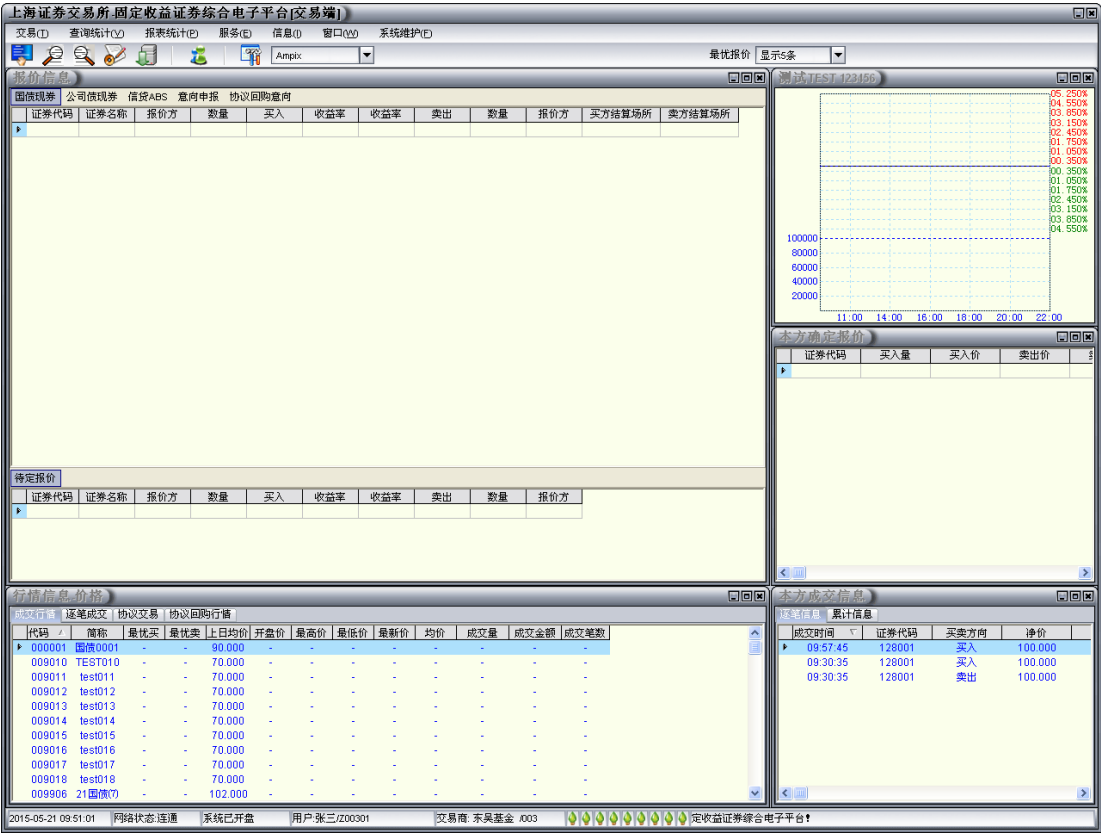 上海证券交易所-固定收益证券综合电子平台[交易端]
交易(T) 查询统计(V) 报表统计(P) 服务(E) 信息(I) 窗口(W) 系统维护(F)
Ampix 最优报价 显示5条
报价信息
国债现券 公司债现券 信贷ABS 意向申报 协议回购意向
证券代码 证券名称 报价方 数量 买入 收益率 收益率 卖出 数量 报价方 买方结算场所 卖方结算场所
待定报价
证券代码 证券名称 报价方 数量 买入 收益率 收益率 卖出 数量 报价方
测试TEST 123456
05.250%
04.550%
03.850%
03.150%
02.450%
01.750%
01.050%
00.350%
00.350%
01.050%
01.750%
02.450%
03.150%
03.850%
04.550%
100000
80000
60000
40000
20000
11:00 14:00 16:00 18:00 20:00 22:00
本方确定报价
证券代码 买入量 买入价 卖出价
行情信息-价格
成交行情 逐笔成交 协议交易 协议回购行情
代码 简称 最优买 最优卖 上日均价 开盘价 最高价 最低价 最新价 均价 成交量 成交金额 成交笔数
000001 国债0001 - - 90.000 - - - - - - - -
009010 TEST010 - - 70.000 - - - - - - - -
009011 test011 - - 70.000 - - - - - - - -
009012 test012 - - 70.000 - - - - - - - -
009013 test013 - - 70.000 - - - - - - - -
009014 test014 - - 70.000 - - - - - - - -
009015 test015 - - 70.000 - - - - - - - -
009016 test016 - - 70.000 - - - - - - - -
009017 test017 - - 70.000 - - - - - - - -
009018 test018 - - 70.000 - - - - - - - -
009906 21国债(7) - - 102.000 - - - - - - - -
本方成交信息
逐笔信息 累计信息
成交时间 证券代码 买卖方向 净价
09:57:45 128001 买入 100.000
09:30:35 128001 买入 100.000
09:30:35 128001 卖出 100.000
2015-05-21 09:51:01 网络状态:连通 系统已开盘 用户:张三/Z00301 交易商: 东吴基金 /003 定收益证券综合电子平台!